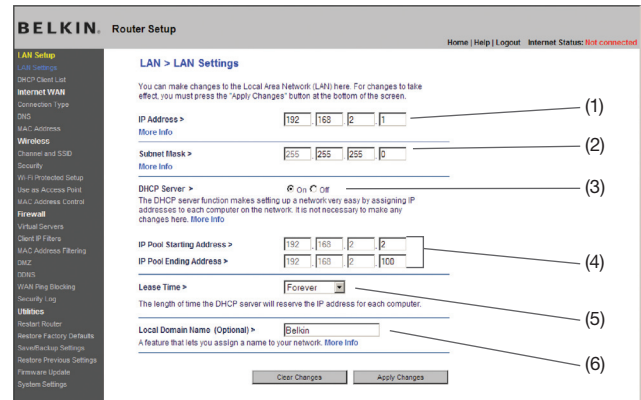 BELKIN. Router Setup
Home | Help | Logout Internet Status: Not connected
LAN Setup
LAN Settings
DHCP Client List
Internet WAN
Connection Type
DNS
MAC Address
Wireless
Channel and SSID
Security
Wi-Fi Protected Setup
Use as Access Point
MAC Address Control
Firewall
Virtual Servers
Client IP Filters
MAC Address Filtering
DMZ
DDNS
WAN Ping Blocking
Security Log
Utilities
Restart Router
Restore Factory Defaults
Save/Backup Settings
Restore Previous Settings
Firmware Update
System Settings
LAN > LAN Settings
You can make changes to the Local Area Network (LAN) here. For changes to take
effect, you must press the "Apply Changes" button at the bottom of the screen.
IP Address > 192 . 168 . 2 . 1 (1)
More Info
Subnet Mask > 255 . 255 . 255 . 0 (2)
More Info
DHCP Server > On Off (3)
The DHCP server function makes setting up a network very easy by assigning IP
addresses to each computer on the network. It is not necessary to make any
changes here. More Info
IP Pool Starting Address > 192 . 168 . 2 . 2
IP Pool Ending Address > 192 . 168 . 2 . 100
(4)
Lease Time > Forever (5)
The length of time the DHCP server will reserve the IP address for each computer.
Local Domain Name (Optional) > Belkin (6)
A feature that lets you assign a name to your network. More Info
Clear Changes Apply Changes